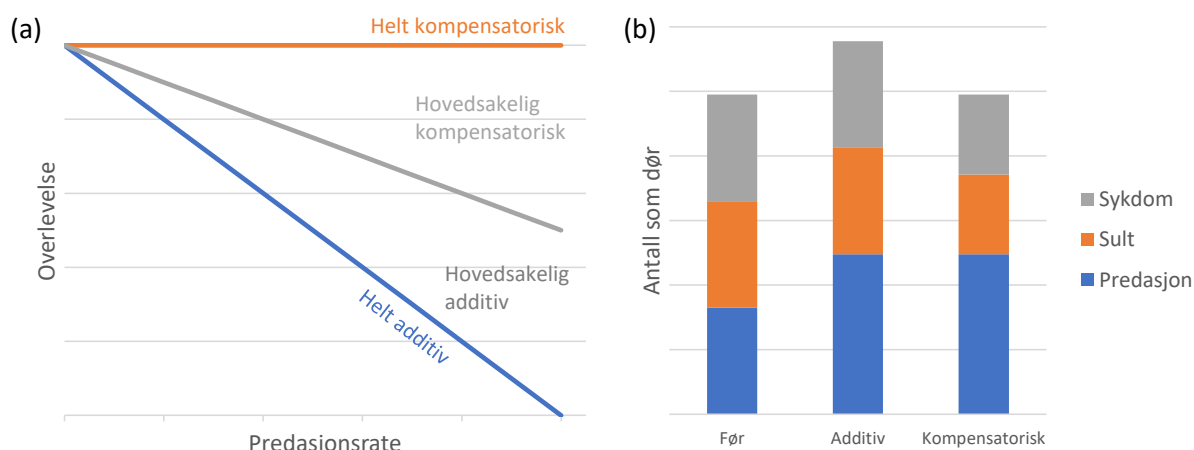 (a)
Helt kompensatorisk
Hovedsakelig
kompensatorisk
Hovedsakelig
additiv
Helt additiv
Overlevelse
Predasjonsrate
(b)
Antall som dør
Før
Additiv
Kompensatorisk
Sykdom
Sult
Predasjon